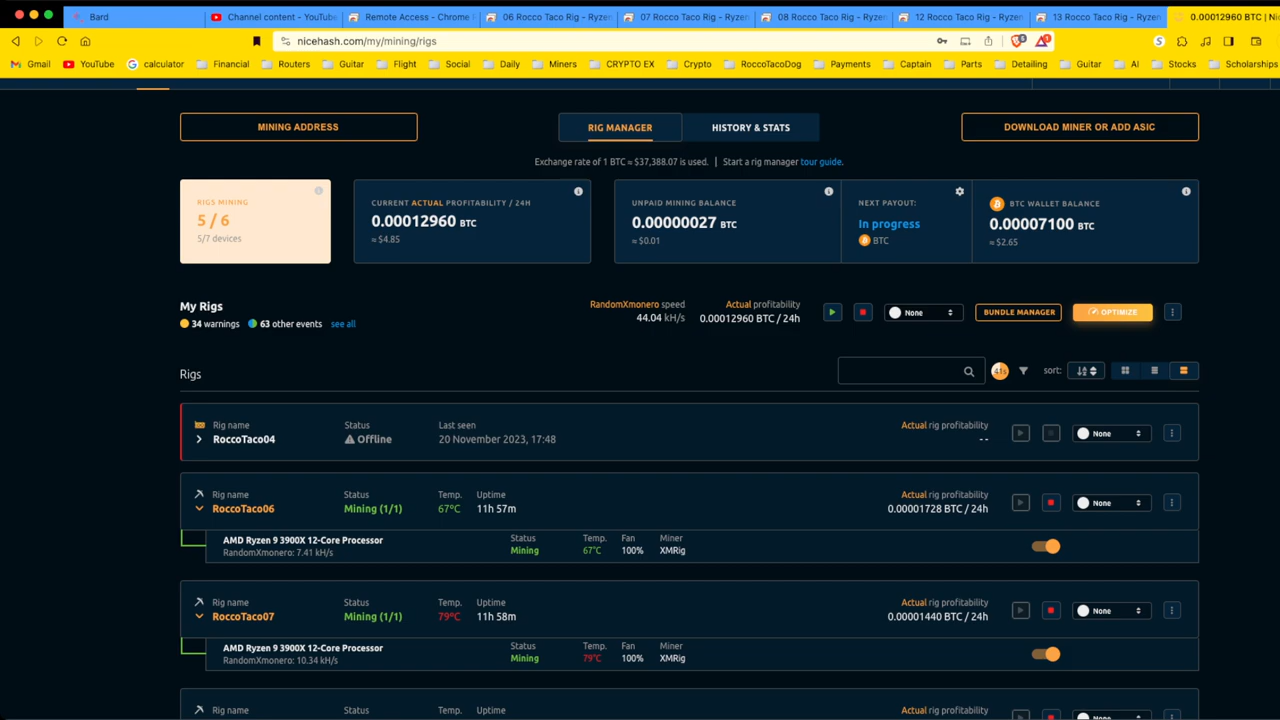 Bard
Channel content - YouTube
Remote Access - Chrome
06 Rocco Taco Rig - Ryzen
07 Rocco Taco Rig - Ryzen
08 Rocco Taco Rig - Ryzen
12 Rocco Taco Rig - Ryzen
13 Rocco Taco Rig - Ryzen
0.00012960 BTC | Nic
nicehash.com/my/mining/rigs
Gmail YouTube calculator Financial Routers Guitar Flight Social Daily Miners CRYPTO EX Crypto RoccoTacoDog Payments Captain Parts Detailing Guitar AI Stocks Scholarships
MINING ADDRESS
RIG MANAGER
HISTORY & STATS
DOWNLOAD MINER OR ADD ASIC
Exchange rate of 1 BTC ≈ $37,388.07 is used. | Start a rig manager tour guide.
RIGS MINING
5 / 6
5/7 devices
CURRENT ACTUAL PROFITABILITY / 24H
0.00012960 BTC
≈ $4.85
UNPAID MINING BALANCE
0.00000027 BTC
≈ $0.01
NEXT PAYOUT:
In progress
BTC
BTC WALLET BALANCE
0.00007100 BTC
≈ $2.65
My Rigs
34 warnings 63 other events see all
RandomXmonero speed
44.04 kH/s
Actual profitability
0.00012960 BTC / 24h
None
BUNDLE MANAGER
OPTIMIZE
Rigs
41s
sort:
Rig name
RoccoTaco04
Status
Offline
Last seen
20 November 2023, 17:48
Actual rig profitability
- -
None
Rig name
RoccoTaco06
Status
Mining (1/1)
Temp.
67°C
Uptime
11h 57m
Actual rig profitability
0.00001728 BTC / 24h
None
AMD Ryzen 9 3900X 12-Core Processor
RandomXmonero: 7.41 kH/s
Status
Mining
Temp.
67°C
Fan
100%
Miner
XMRig
Rig name
RoccoTaco07
Status
Mining (1/1)
Temp.
79°C
Uptime
11h 58m
Actual rig profitability
0.00001440 BTC / 24h
None
AMD Ryzen 9 3900X 12-Core Processor
RandomXmonero: 10.34 kH/s
Status
Mining
Temp.
79°C
Fan
100%
Miner
XMRig
Rig name
Status
Temp.
Uptime
Actual rig profitability